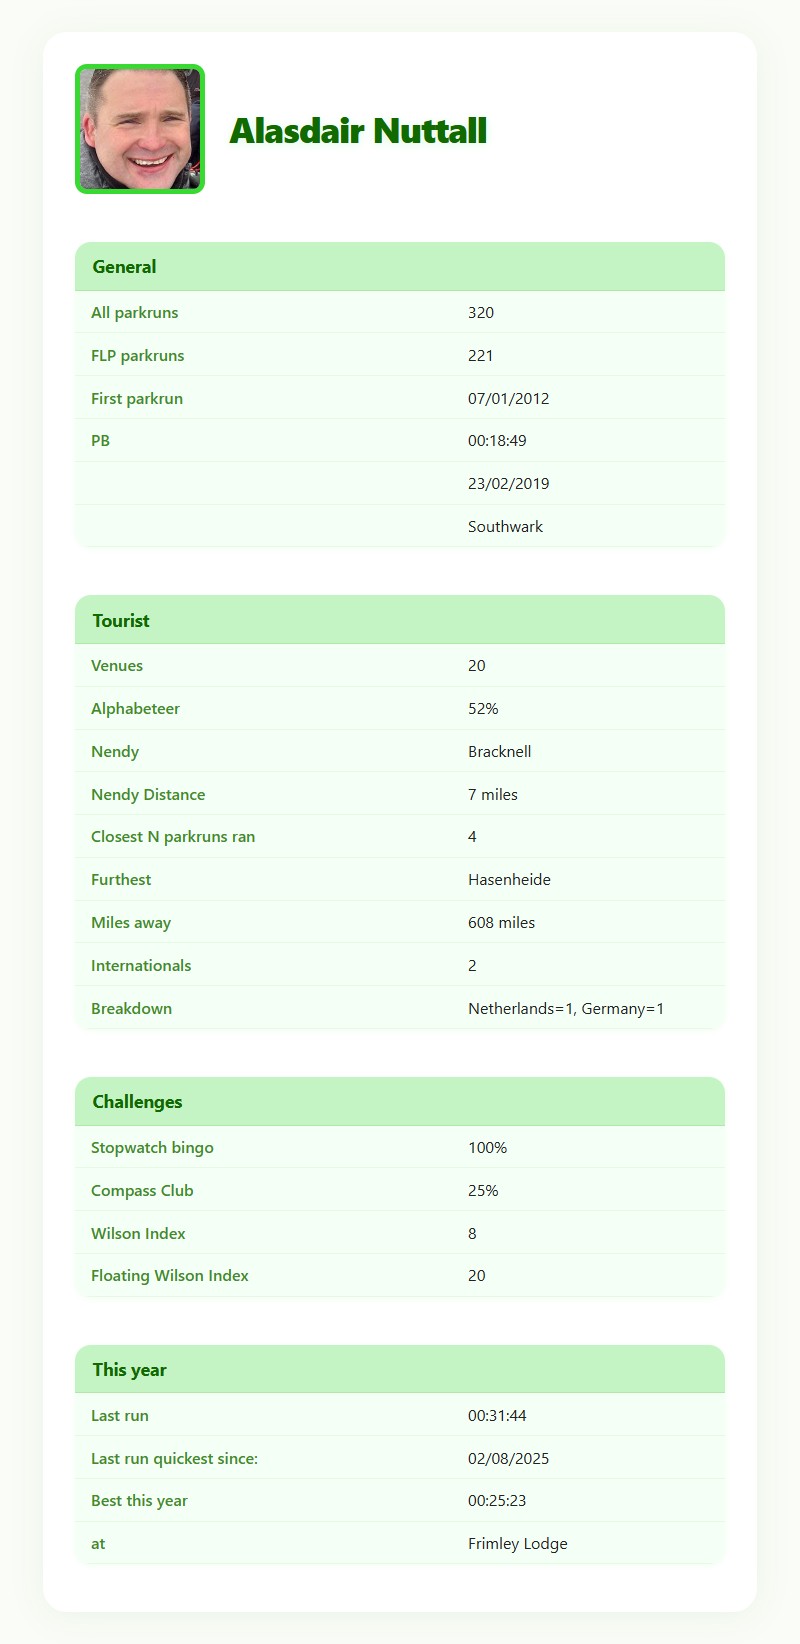 Alasdair Nuttall
General
All parkruns 320
FLP parkruns 221
First parkrun 07/01/2012
PB 00:18:49
23/02/2019
Southwark
Tourist
Venues 20
Alphabeteer 52%
Nendy Bracknell
Nendy Distance 7 miles
Closest N parkruns ran 4
Furthest Hasenheide
Miles away 608 miles
Internationals 2
Breakdown Netherlands=1, Germany=1
Challenges
Stopwatch bingo 100%
Compass Club 25%
Wilson Index 8
Floating Wilson Index 20
This year
Last run 00:31:44
Last run quickest since: 02/08/2025
Best this year 00:25:23
at Frimley Lodge